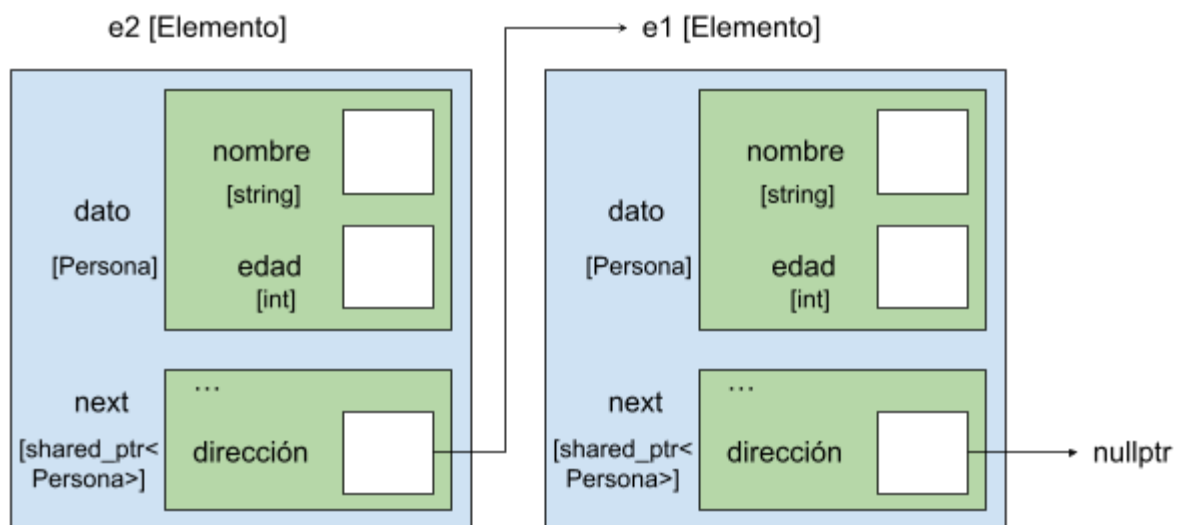 e2 [Elemento]
e1 [Elemento]
nombre
[string]
dato
[Persona]
edad
[int]
...
next
[shared_ptr<
Persona>]
dirección
nombre
[string]
dato
[Persona]
edad
[int]
...
next
[shared_ptr<
Persona>]
dirección
nullptr